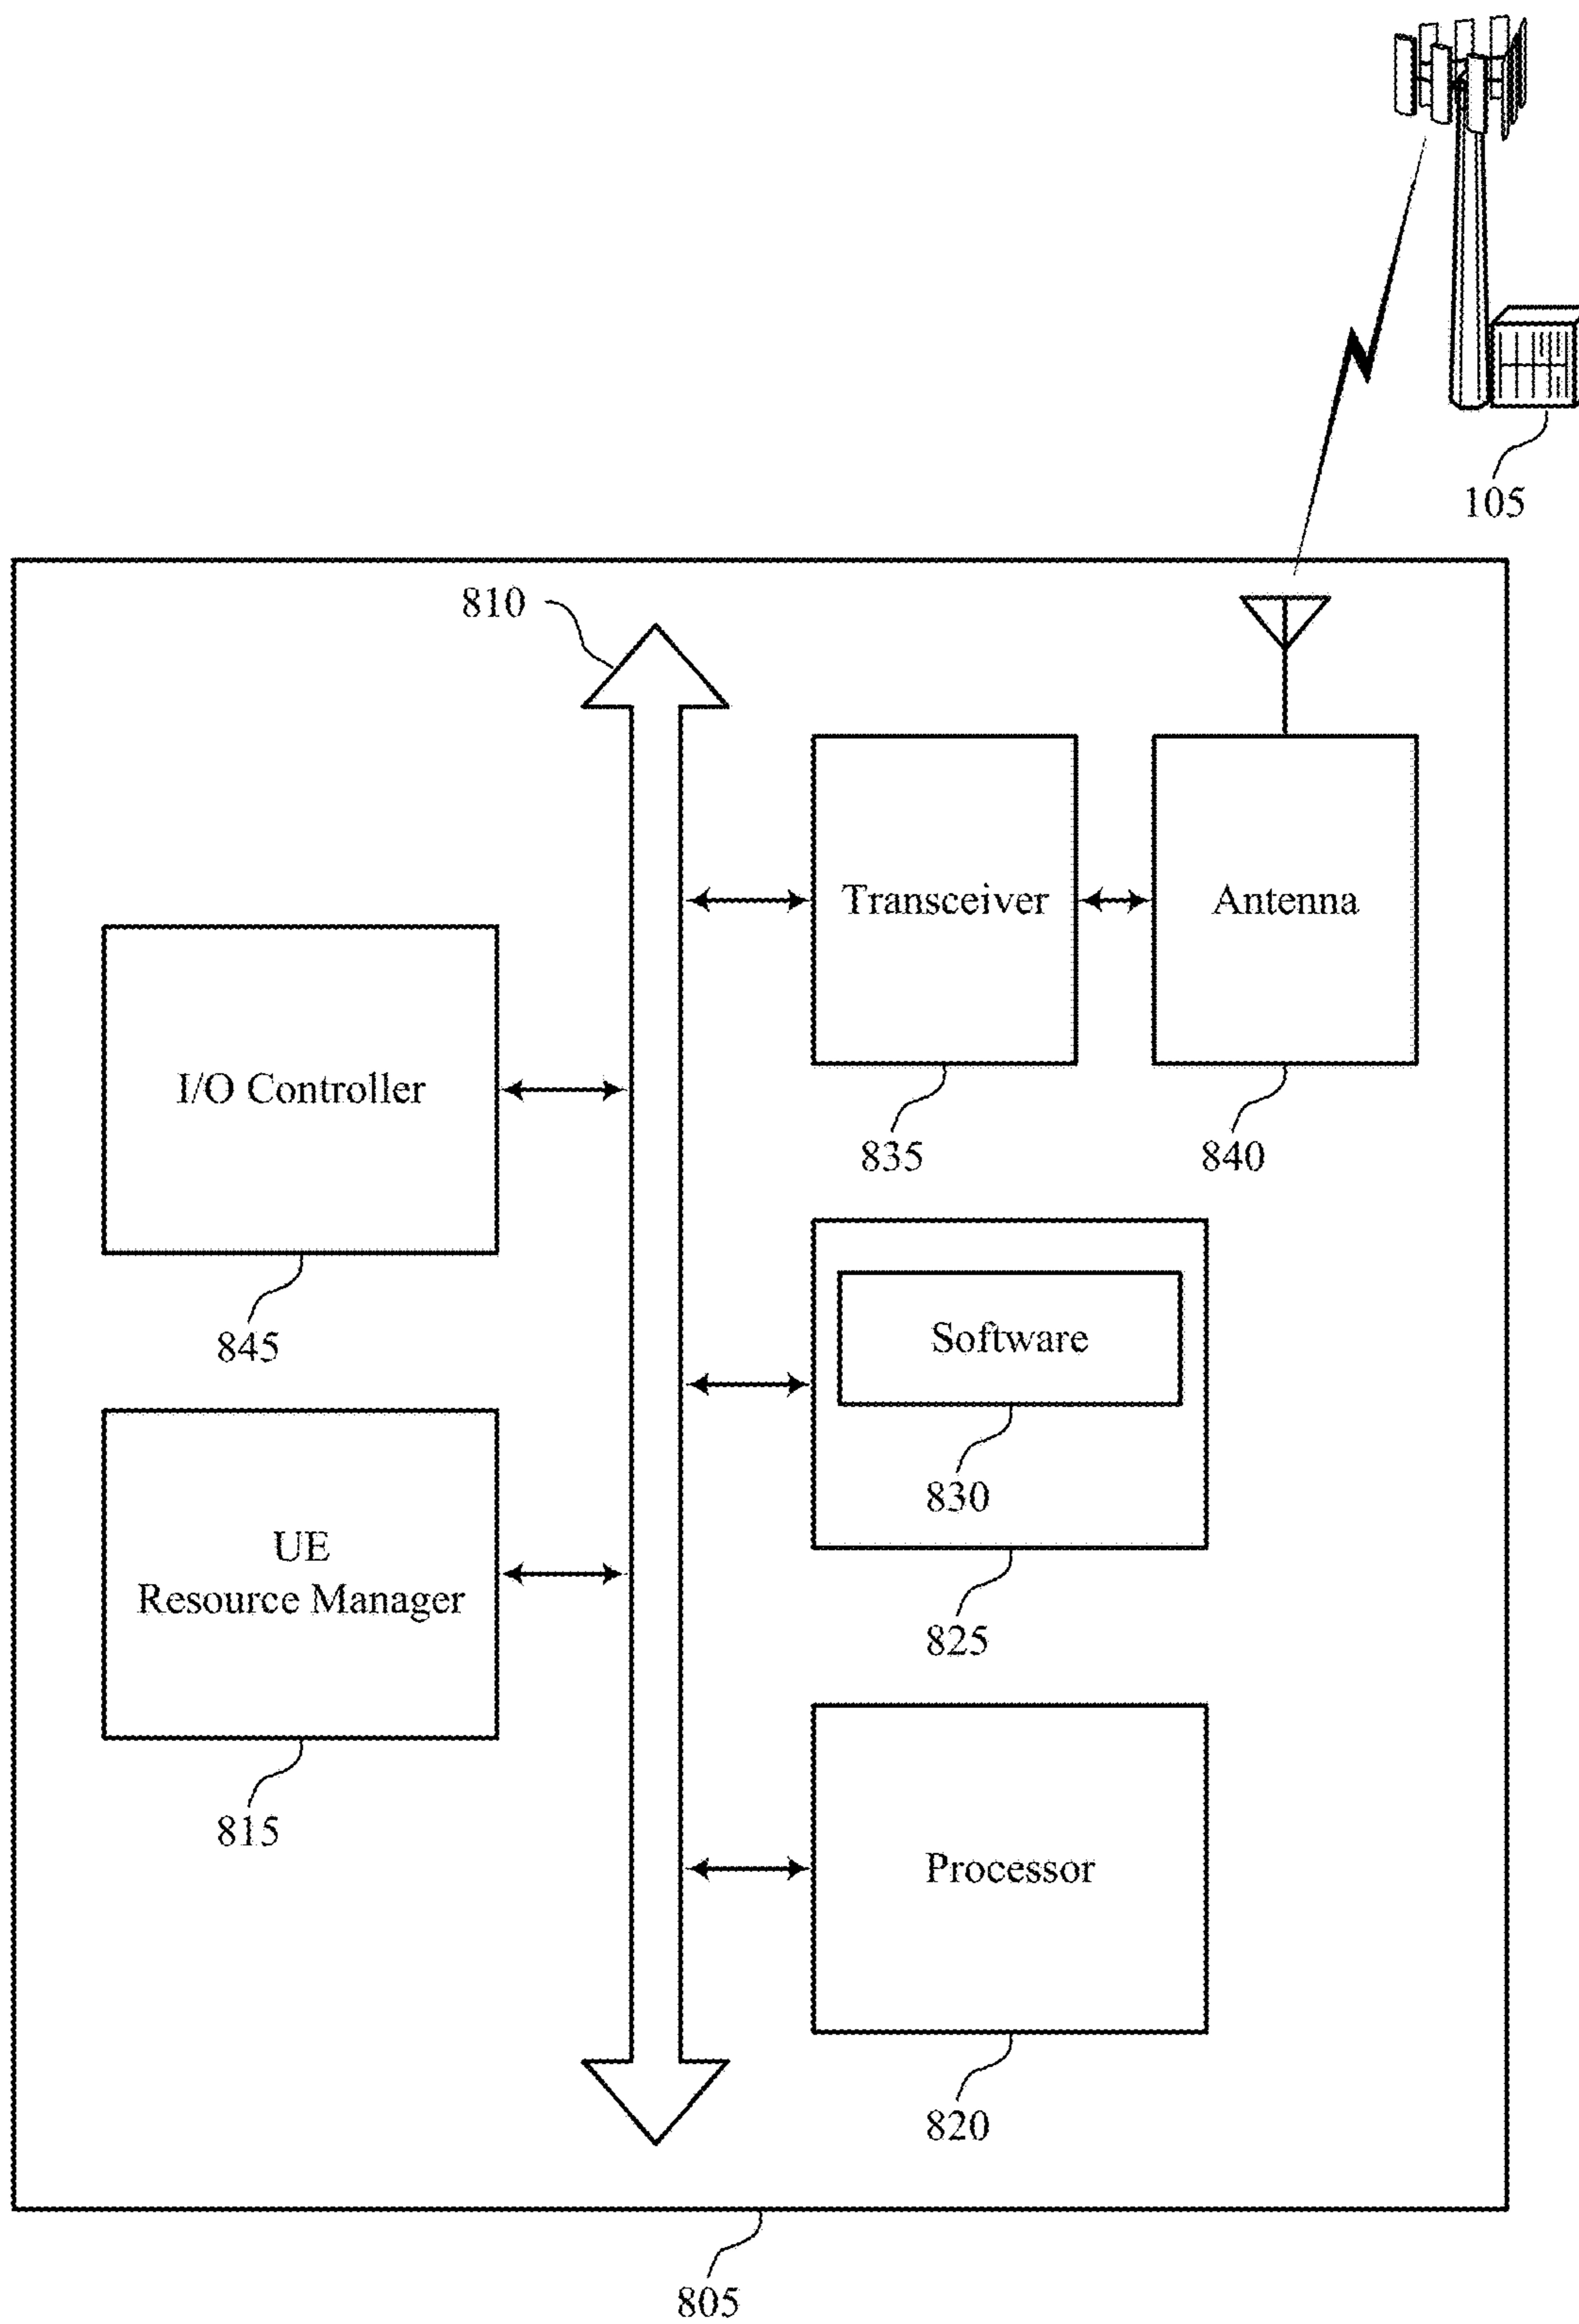 105
810
Transceiver
Antenna
I/O Controller
835
840
845
Software
830
UE
Resource Manager
825
815
Processor
820
805